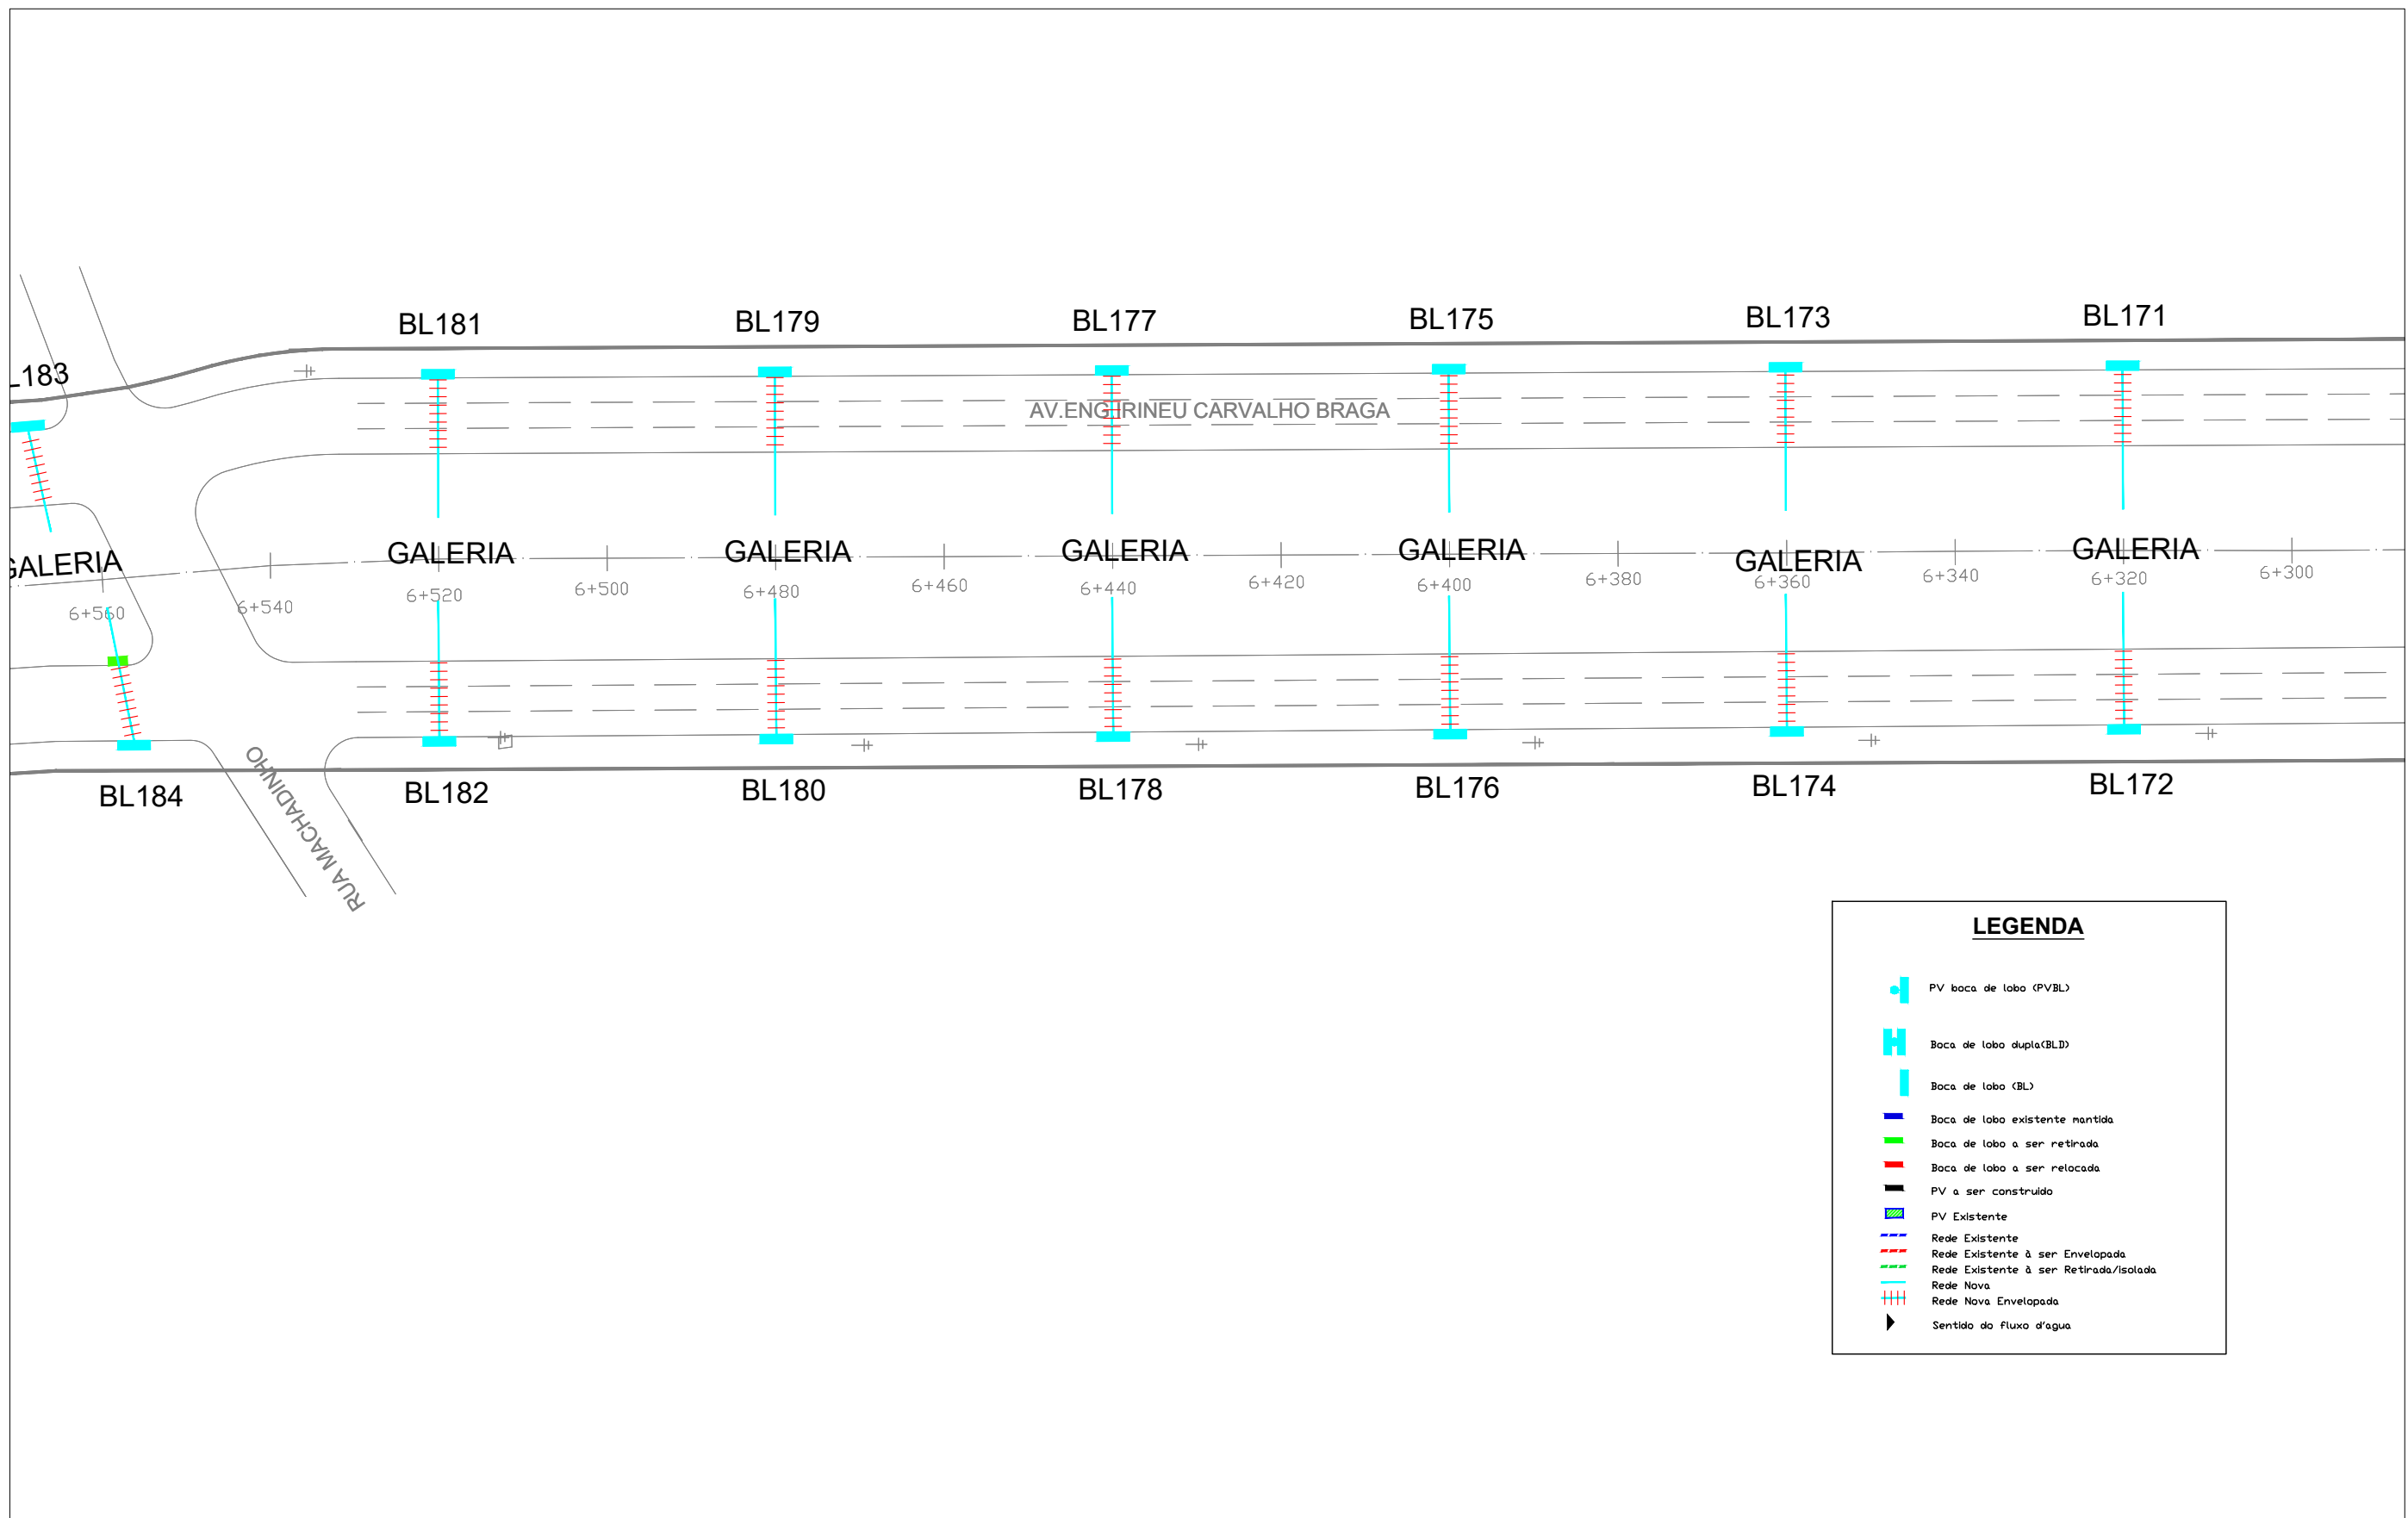 BL181
BL179
BL177
BL175
BL173
BL171
L183
AV.ENG.IRINEU CARVALHO BRAGA
GALERIA
GALERIA
GALERIA
GALERIA
GALERIA
GALERIA
GALERIA
6+560
6+540
6+520
6+500
6+480
6+460
6+440
6+420
6+400
6+380
6+360
6+340
6+320
6+300
BL184
RUA MACHADINHO
BL182
BL180
BL178
BL176
BL174
BL172
LEGENDA
PV boca de lobo (PVBL)
Boca de lobo dupla(BLD)
Boca de lobo (BL)
Boca de lobo existente mantida
Boca de lobo a ser retirada
Boca de lobo a ser relocada
PV a ser construido
PV Existente
Rede Existente
Rede Existente à ser Envelopada
Rede Existente à ser Retirada/isolada
Rede Nova
Rede Nova Envelopada
Sentido do fluxo d'agua